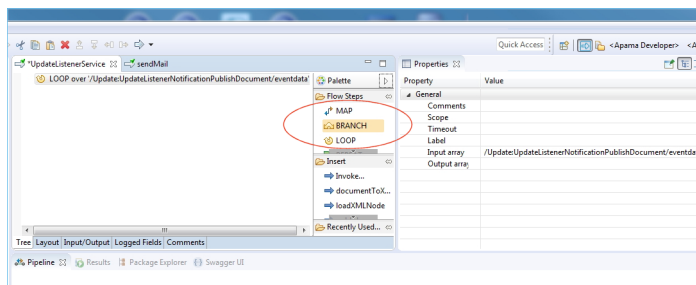 Quick Access
<Apama Developer>
<A
*UpdateListenerService
sendMail
LOOP over '/Update:UpdateListenerNotificationPublishDocument/eventdata'
Palette
Flow Steps
MAP
BRANCH
LOOP
Insert
Invoke...
documentToX...
loadXMLNode
Recently Used...
Tree Layout Input/Output Logged Fields Comments
Properties
Property Value
General
Comments
Scope
Timeout
Label
Input array /Update:UpdateListenerNotificationPublishDocument/eventda
Output array
Pipeline Results Package Explorer Swagger UI